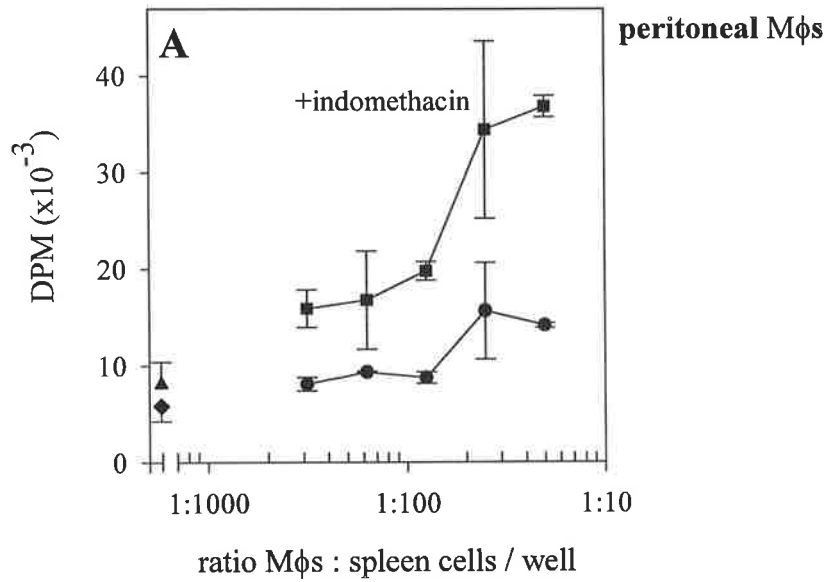 A
peritoneal Mϕs
+indomethacin
DPM (x10⁻³)
40
30
20
10
0
1:1000 1:100 1:10
ratio Mϕs : spleen cells / well